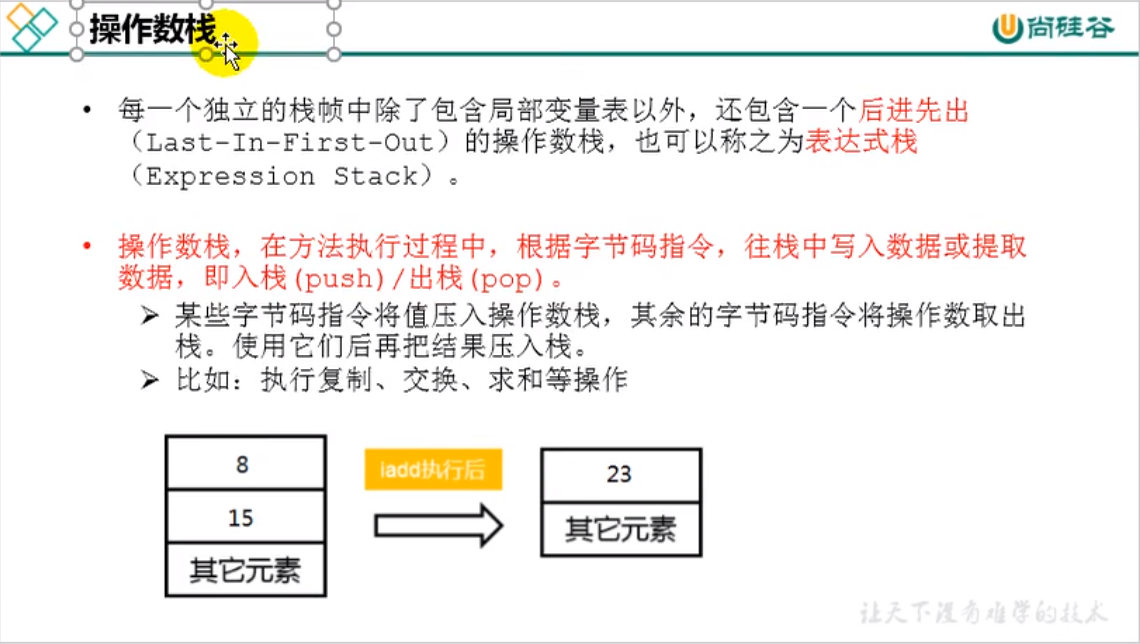 操作数栈
尚硅谷
• 每一个独立的栈帧中除了包含局部变量表以外，还包含一个后进先出
（Last-In-First-Out）的操作数栈，也可以称之为表达式栈
（Expression Stack）。
• 操作数栈，在方法执行过程中，根据字节码指令，往栈中写入数据或提取
数据，即入栈(push)/出栈(pop)。
➢ 某些字节码指令将值压入操作数栈，其余的字节码指令将操作数取出
栈。使用它们后再把结果压入栈。
➢ 比如：执行复制、交换、求和等操作
8
15
其它元素
iadd执行后
23
其它元素
让天下没有难学的技术